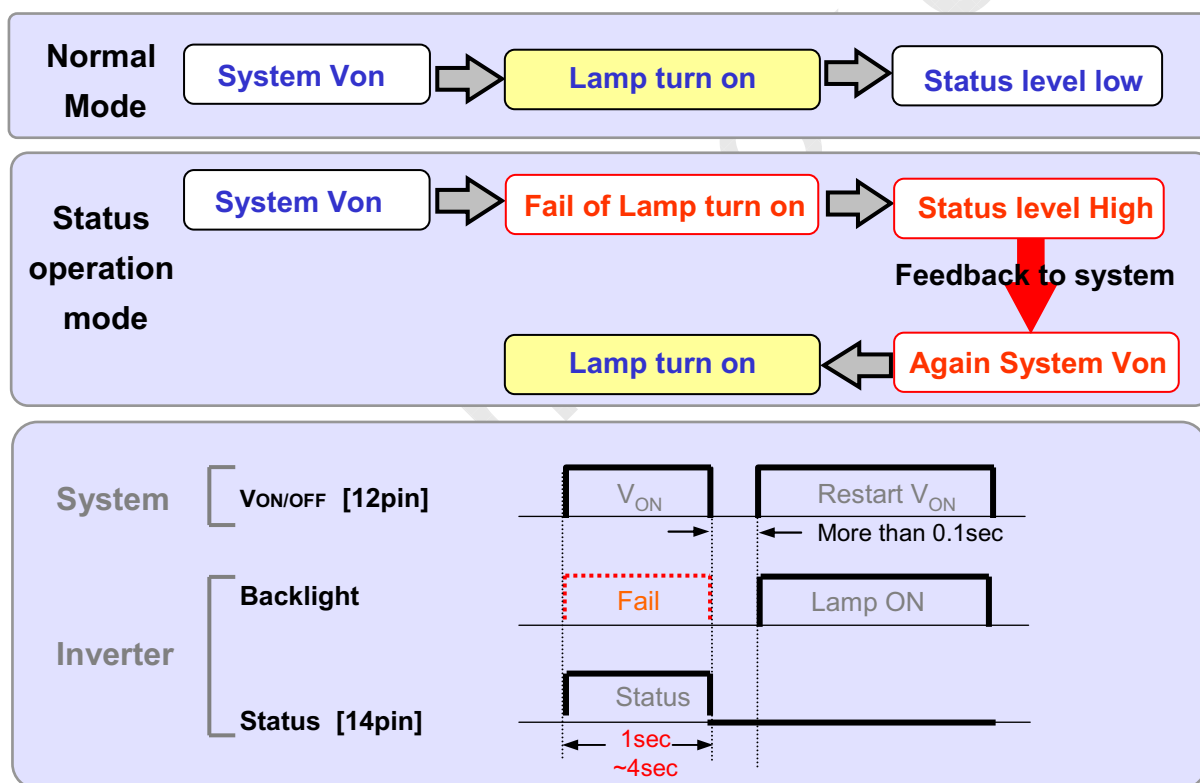 Normal
Mode
System Von
Lamp turn on
Status level low
Status
operation
mode
System Von
Fail of Lamp turn on
Status level High
Feedback to system
Lamp turn on
Again System Von
System
VON/OFF [12pin]
VON
Restart VON
More than 0.1sec
Inverter
Backlight
Fail
Lamp ON
Status [14pin]
Status
1sec
~4sec